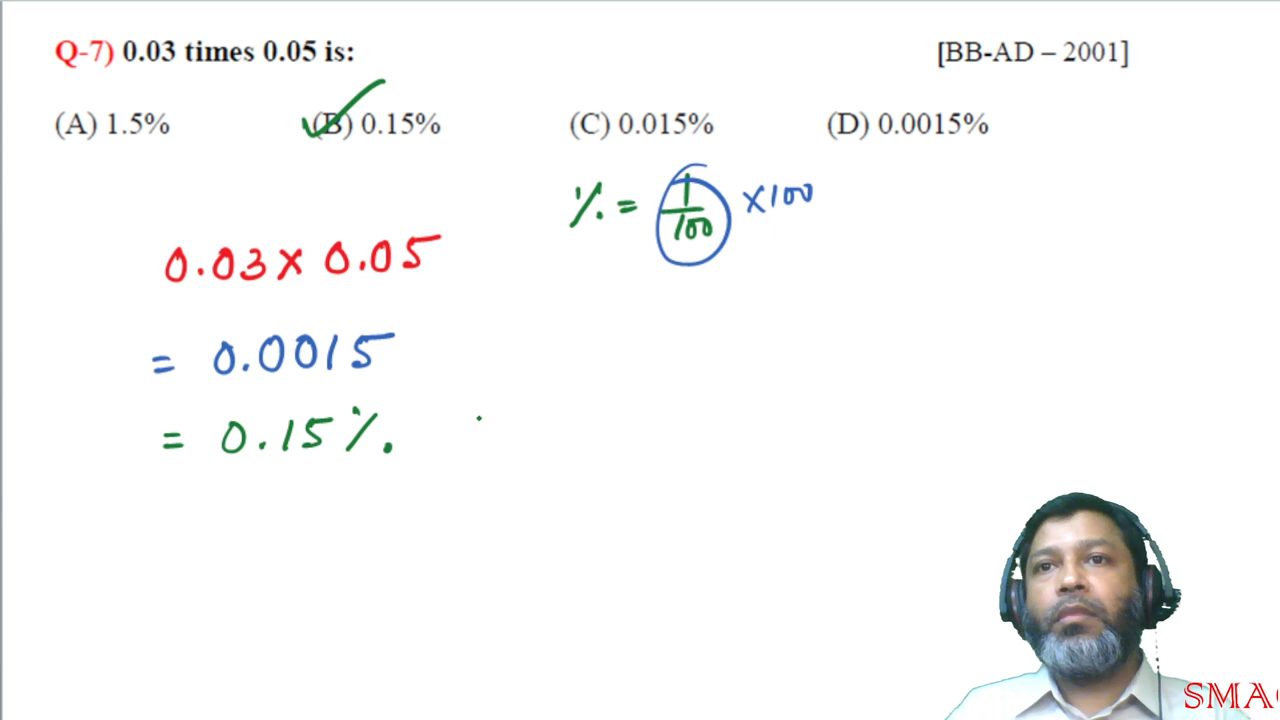 Q-7) 0.03 times 0.05 is: [BB-AD – 2001]
(A) 1.5% (B) 0.15% (C) 0.015% (D) 0.0015%
% = 1/100 × 100
0.03 × 0.05
= 0.0015
= 0.15%